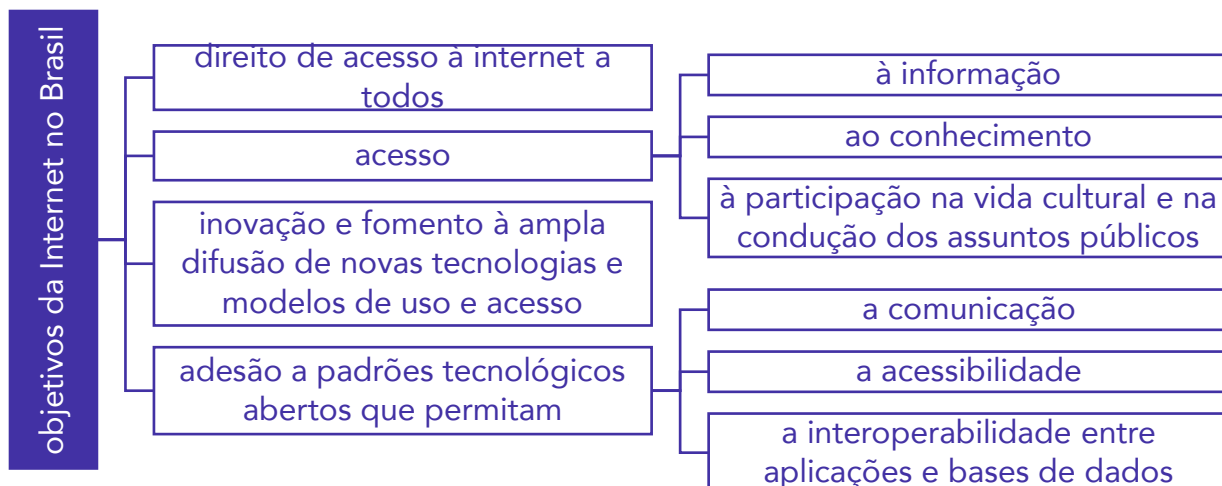 objetivos da Internet no Brasil
direito de acesso à internet a
todos
acesso
à informação
ao conhecimento
à participação na vida cultural e na
condução dos assuntos públicos
inovação e fomento à ampla
difusão de novas tecnologias e
modelos de uso e acesso
adesão a padrões tecnológicos
abertos que permitam
a comunicação
a acessibilidade
a interoperabilidade entre
aplicações e bases de dados